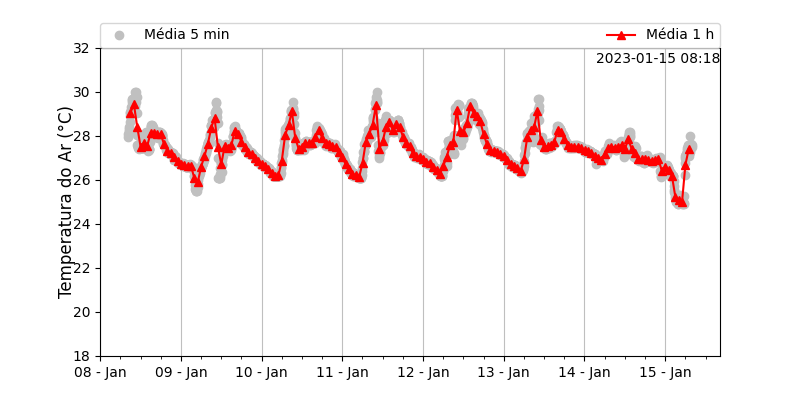 Média 5 min
Média 1 h
2023-01-15 08:18
Temperatura do Ar (°C)
32
30
28
26
24
22
20
18
08 - Jan
09 - Jan
10 - Jan
11 - Jan
12 - Jan
13 - Jan
14 - Jan
15 - Jan